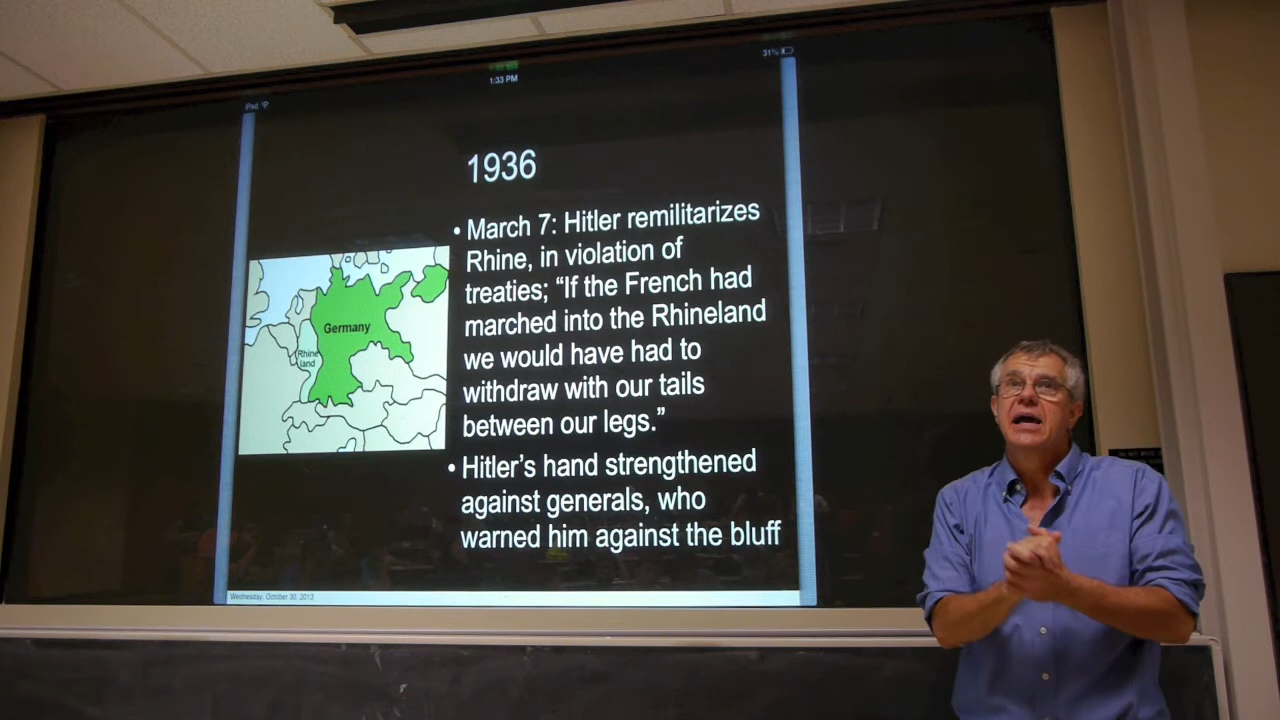 31%
1:33 PM
iPad
1936
• March 7: Hitler remilitarizes
Rhine, in violation of
treaties; “If the French had
marched into the Rhineland
we would have had to
withdraw with our tails
between our legs.”
• Hitler’s hand strengthened
against generals, who
warned him against the bluff
Germany
Rhine
land
Wednesday, October 30, 2013